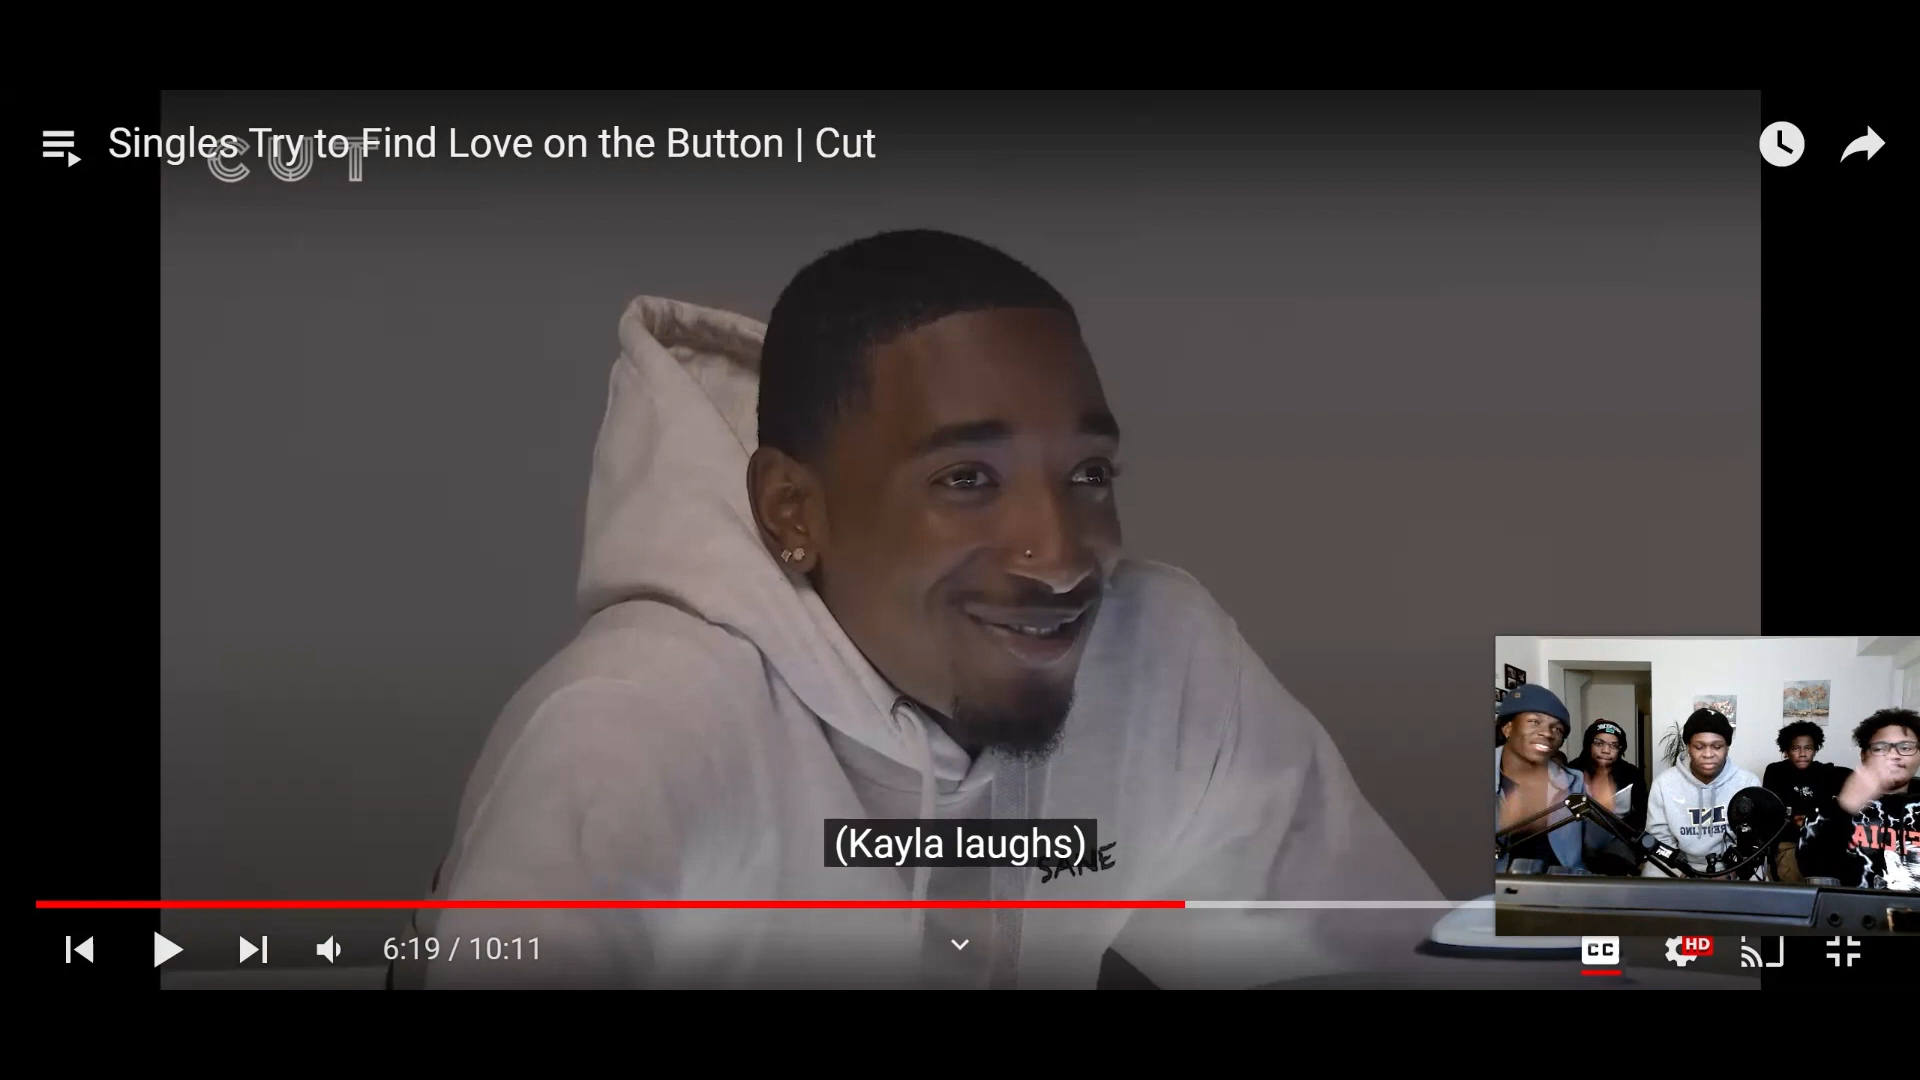 Singles Try to Find Love on the Button | Cut
CUT
(Kayla laughs)
SANE
6:19 / 10:11
CC
HD